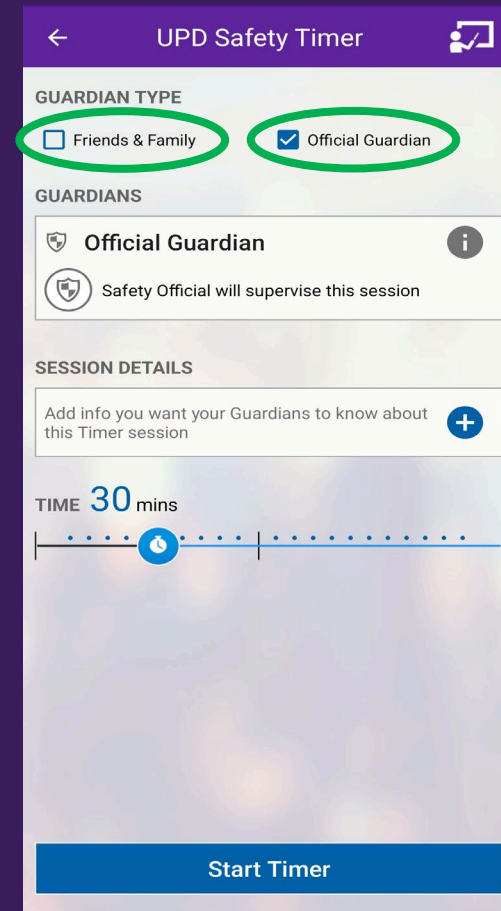 UPD Safety Timer
GUARDIAN TYPE
Friends & Family Official Guardian
GUARDIANS
Official Guardian
Safety Official will supervise this session
SESSION DETAILS
Add info you want your Guardians to know about
this Timer session
TIME 30 mins
Start Timer